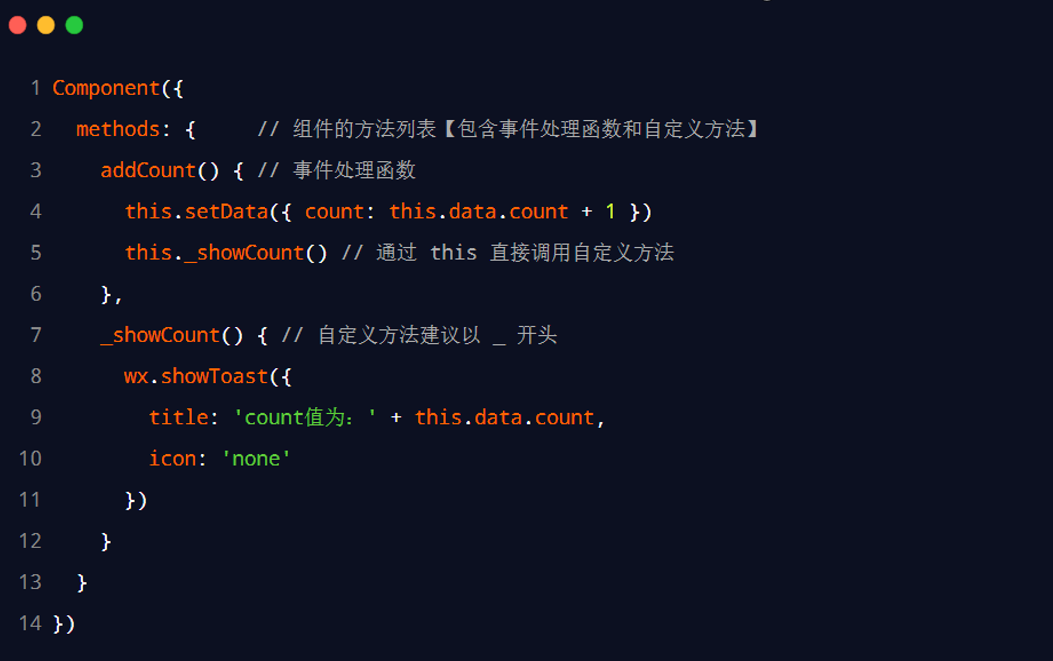 1 Component({
2   methods: {     // 组件的方法列表【包含事件处理函数和自定义方法】
3     addCount() { // 事件处理函数
4       this.setData({ count: this.data.count + 1 })
5       this._showCount() // 通过 this 直接调用自定义方法
6     },
7     _showCount() { // 自定义方法建议以 _ 开头
8       wx.showToast({
9         title: 'count值为：' + this.data.count,
10         icon: 'none'
11       })
12     }
13   }
14 })